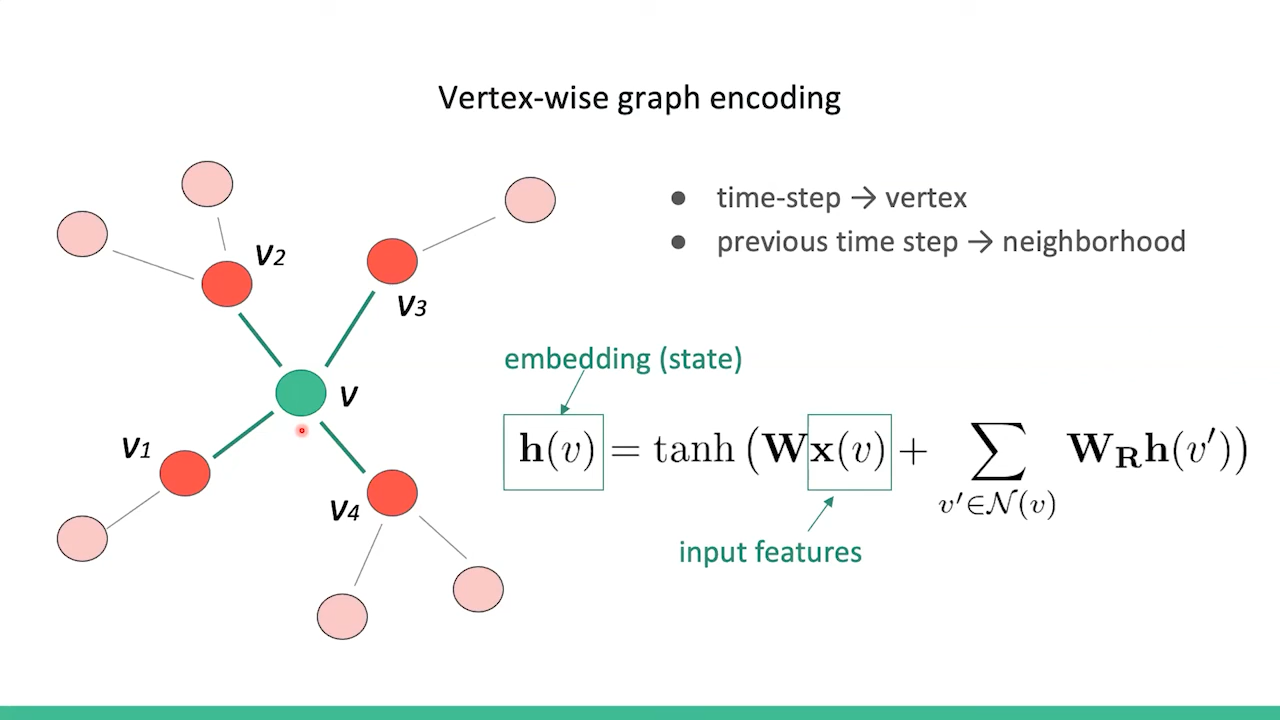 Vertex-wise graph encoding
● time-step → vertex
● previous time step → neighborhood
v2
v3
v
v1
v4
embedding (state)
h(v) = tanh (Wx(v) + ∑ W_R h(v′))
v′∈𝒩(v)
input features